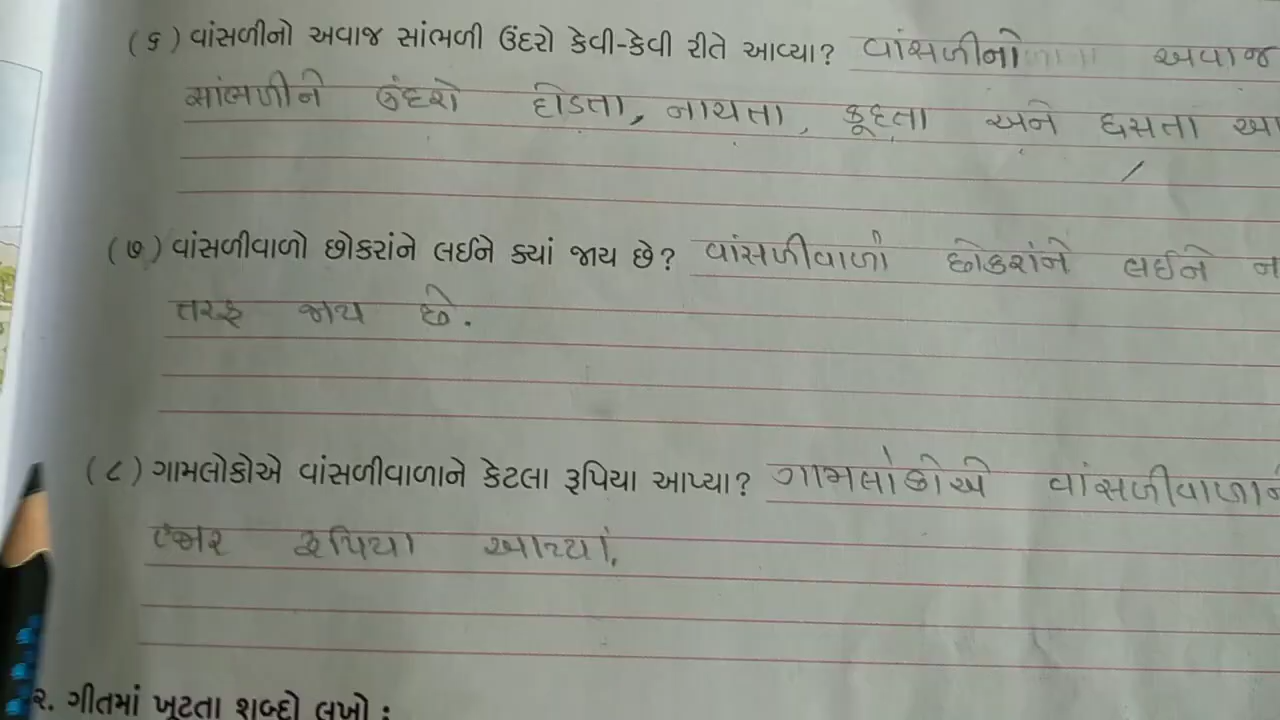 (૬) વાંસળીનો અવાજ સાંભળી ઉંદરો કેવી-કેવી રીતે આવ્યા? વાંસળીનો અવાજ
સાંભળીને ઉંદરો દોડતા, નાચતા, કૂદતા અને હસતા આ
(૭) વાંસળીવાળો છોકરાંને લઈને ક્યાં જાય છે? વાંસળીવાળો છોકરાંને લઈને ન
તરફ જાય છે.
(૮) ગામલોકોએ વાંસળીવાળાને કેટલા રૂપિયા આપ્યા? ગામલોકોએ વાંસળીવાળાને
હજાર રૂપિયા આપ્યાં.
૨. ગીતમાં ખૂટતા શબ્દો લખો :